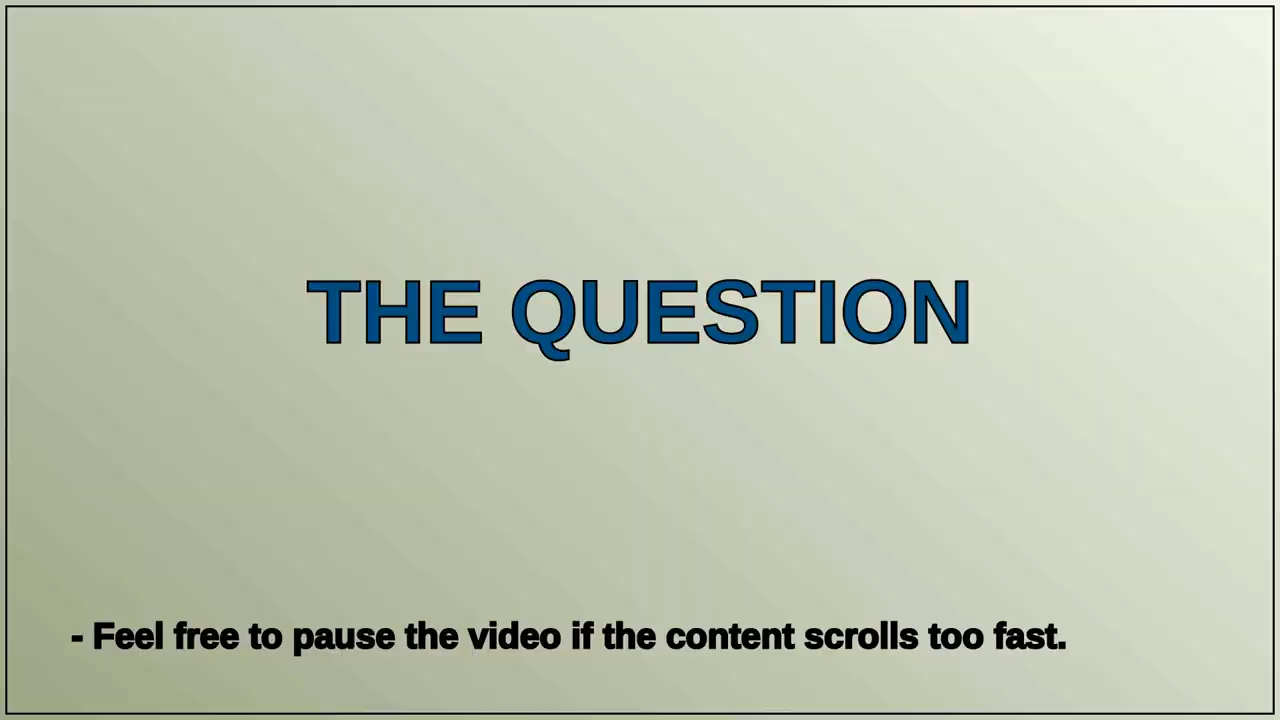 THE QUESTION
- Feel free to pause the video if the content scrolls too fast.